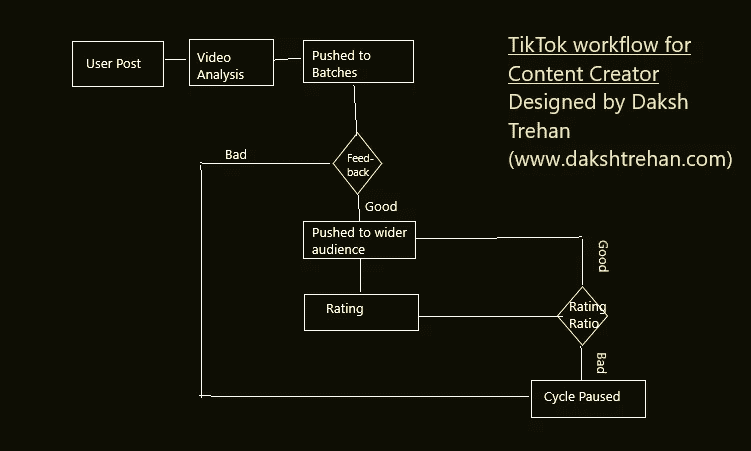 TikTok workflow for
Content Creator
Designed by Daksh
Trehan
(www.dakshtrehan.com)
User Post
Video
Analysis
Pushed to
Batches
Feed-
back
Bad
Good
Pushed to wider
audience
Good
Rating
Rating
Ratio
Bad
Cycle Paused